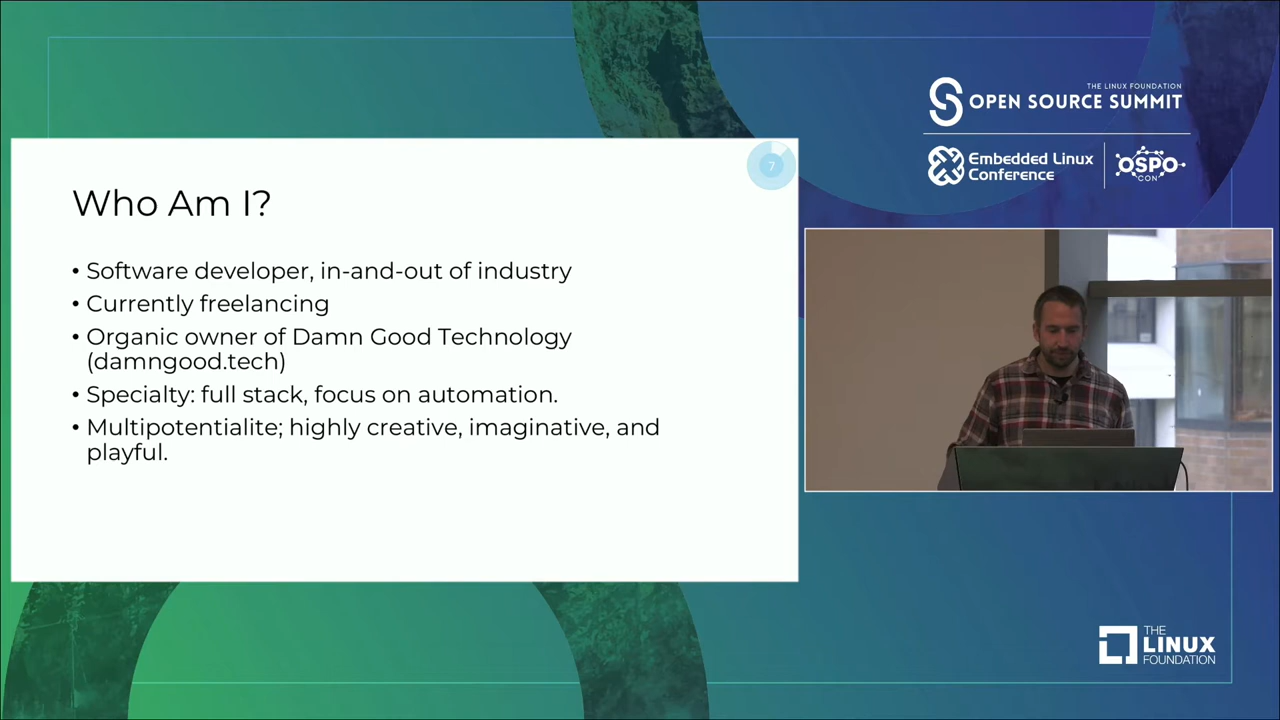 THE LINUX FOUNDATION
OPEN SOURCE SUMMIT
Embedded Linux
Conference
OSPO
CON
7
Who Am I?
• Software developer, in-and-out of industry
• Currently freelancing
• Organic owner of Damn Good Technology
(damngood.tech)
• Specialty: full stack, focus on automation.
• Multipotentialite; highly creative, imaginative, and
playful.
THE
LINUX
FOUNDATION